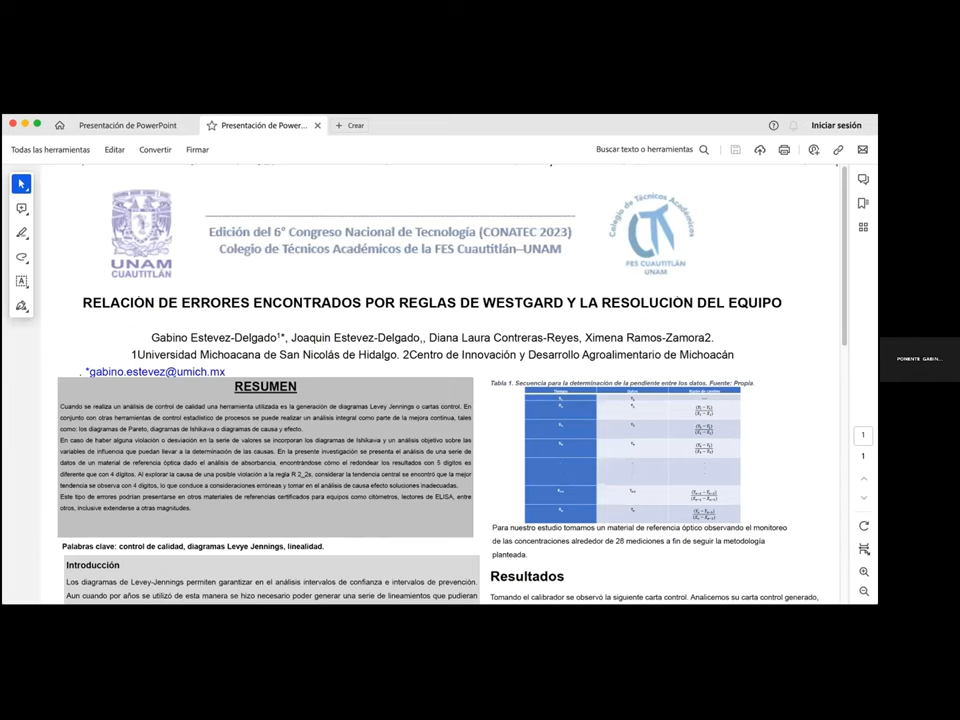 Presentación de PowerPoint
Presentación de Power...
Crear
Iniciar sesión
Todas las herramientas
Editar
Convertir
Firmar
Buscar texto o herramientas
UNAM
CUAUTITLÁN
Edición del 6° Congreso Nacional de Tecnología (CONATEC 2023)
Colegio de Técnicos Académicos de la FES Cuautitlán–UNAM
Colegio de Técnicos Académicos
FES CUAUTITLÁN
UNAM
RELACIÓN DE ERRORES ENCONTRADOS POR REGLAS DE WESTGARD Y LA RESOLUCIÓN DEL EQUIPO
Gabino Estevez-Delgado¹*, Joaquin Estevez-Delgado,, Diana Laura Contreras-Reyes, Ximena Ramos-Zamora2.
1Universidad Michoacana de San Nicolás de Hidalgo. 2Centro de Innovación y Desarrollo Agroalimentario de Michoacán
. *gabino.estevez@umich.mx
RESUMEN
Cuando se realiza un análisis de control de calidad una herramienta utilizada es la generación de diagramas Levey Jennings o cartas control. En
conjunto con otras herramientas de control estadístico de procesos se puede realizar un análisis integral como parte de la mejora continua, tales
como; los diagramas de Pareto, diagramas de Ishikawa o diagramas de causa y efecto.
En caso de haber alguna violación o desviación en la serie de valores se incorporan los diagramas de Ishikawa y un análisis objetivo sobre las
variables de influencia que puedan llevar a la determinación de las causas. En la presente investigación se presenta el análisis de una serie de
datos de un material de referencia óptica dado el análisis de absorbancia, encontrándose cómo el redondear los resultados con 5 dígitos es
diferente que con 4 dígitos. Al explorar la causa de una posible violación a la regla R 2_2s, considerar la tendencia central se encontró que la mejor
tendencia se observa con 4 dígitos, lo que conduce a consideraciones erróneas y tomar en el análisis de causa efecto soluciones inadecuadas.
Este tipo de errores podrían presentarse en otros materiales de referencias certificados para equipos como citómetros, lectores de ELISA, entre
otros, inclusive extenderse a otras magnitudes.
Palabras clave: control de calidad, diagramas Levye Jennings, linealidad.
Introducción
Los diagramas de Levey-Jennings permiten garantizar en el análisis intervalos de confianza e intervalos de prevención.
Aun cuando por años se utilizó de esta manera se hizo necesario poder generar una serie de lineamientos que pudieran
Tabla 1. Secuencia para la determinación de la pendiente entre los datos. Fuente: Propia.
Tiempo Datos Razón de cambio
Para nuestro estudio tomamos un material de referencia óptico observando el monitoreo
de las concentraciones alrededor de 28 mediciones a fin de seguir la metodología
planteada.
Resultados
Tomando el calibrador se observó la siguiente carta control. Analicemos su carta control generado,
1
1
PONENTE GABIN...